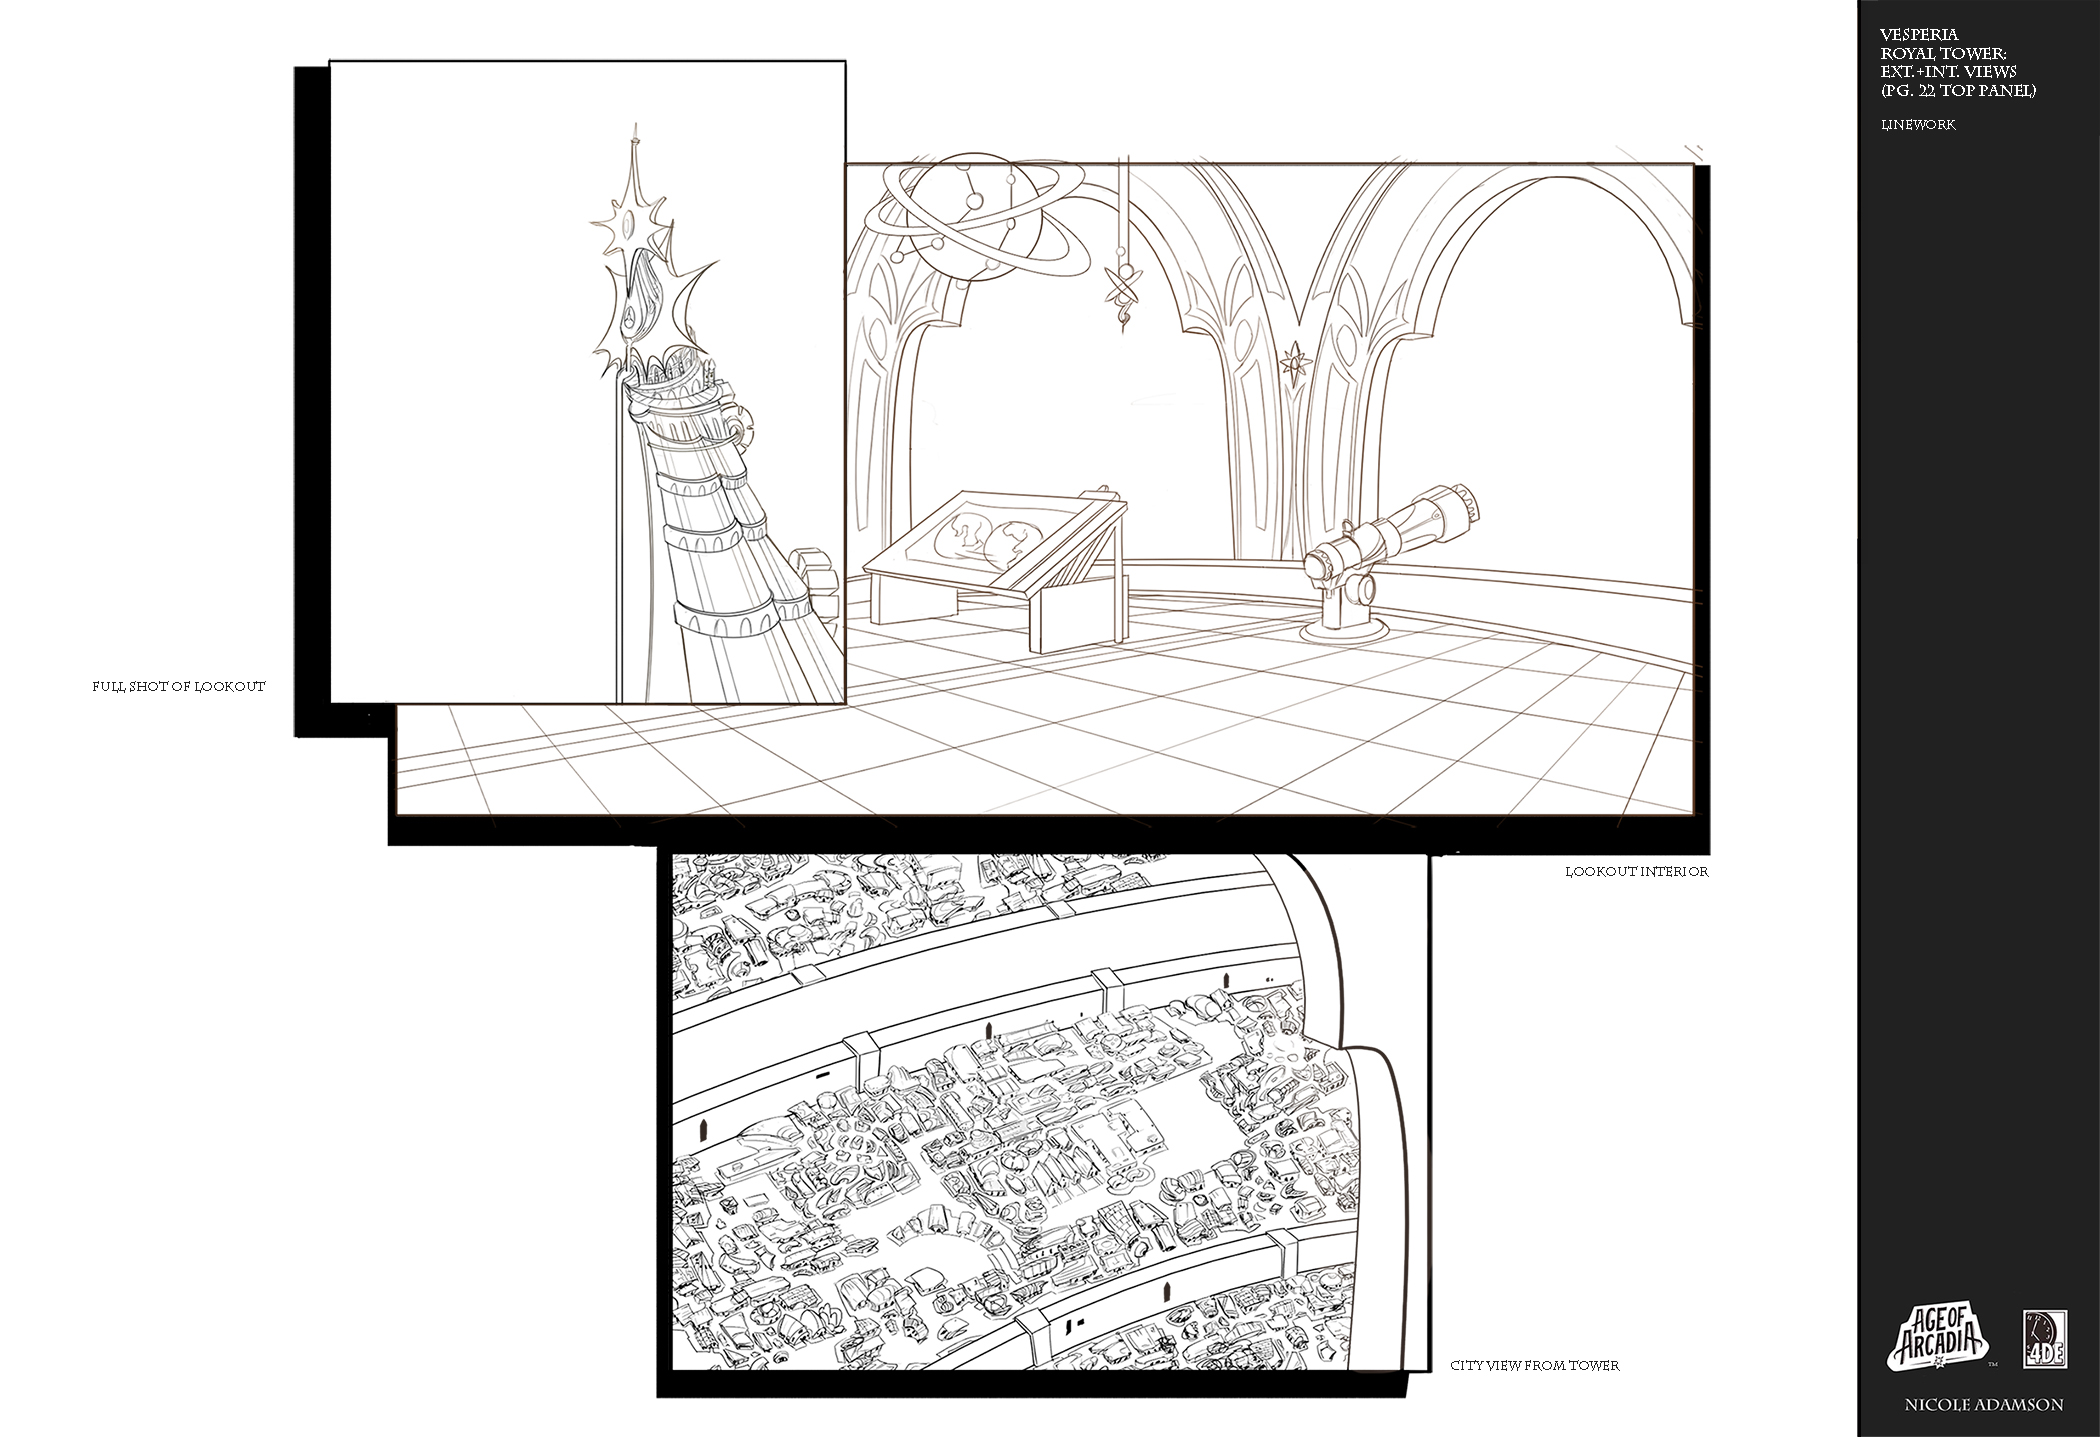 VESPERIA
ROYAL TOWER:
EXT.+INT. VIEWS
(PG. 22 TOP PANEL)
LINEWORK
FULL SHOT OF LOOKOUT
LOOKOUT INTERIOR
CITY VIEW FROM TOWER
AGE OF
ARCADIA
TM
4DE
NICOLE ADAMSON